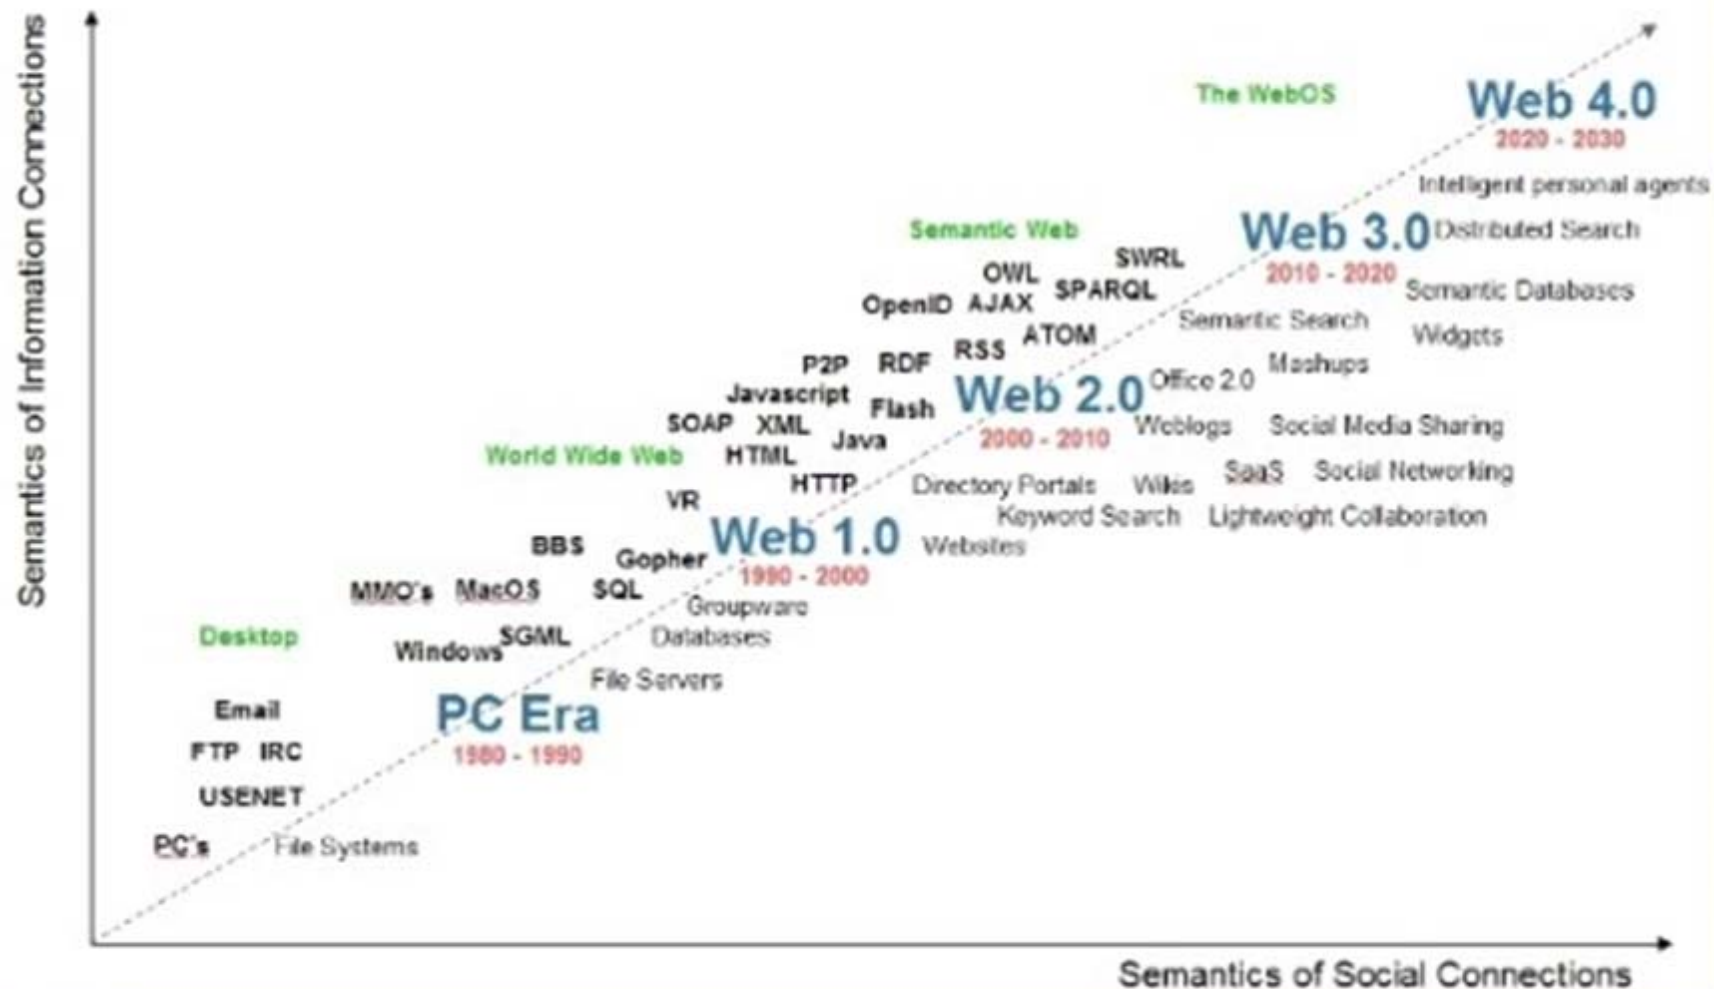 Semantics of Information Connections
The WebOS
Web 4.0
2020 - 2030
Intelligent personal agents
Semantic Web
Web 3.0
Distributed Search
2010 - 2020
SWRL
OWL
SPARQL
Semantic Databases
OpenID AJAX
Semantic Search
Widgets
ATOM
RSS
P2P RDF
Mashups
Web 2.0
Office 2.0
2000 - 2010
Javascript
Flash
SOAP XML
Weblogs
Social Media Sharing
Java
World Wide Web
HTML
SaaS
Social Networking
HTTP
Directory Portals
Wikis
VR
Keyword Search
Lightweight Collaboration
Web 1.0
Websites
1990 - 2000
BBS
Gopher
MMO's MacOS
SQL
Groupware
Desktop
SGML
Databases
Windows
File Servers
PC Era
1980 - 1990
Email
FTP IRC
USENET
PC's
File Systems
Semantics of Social Connections